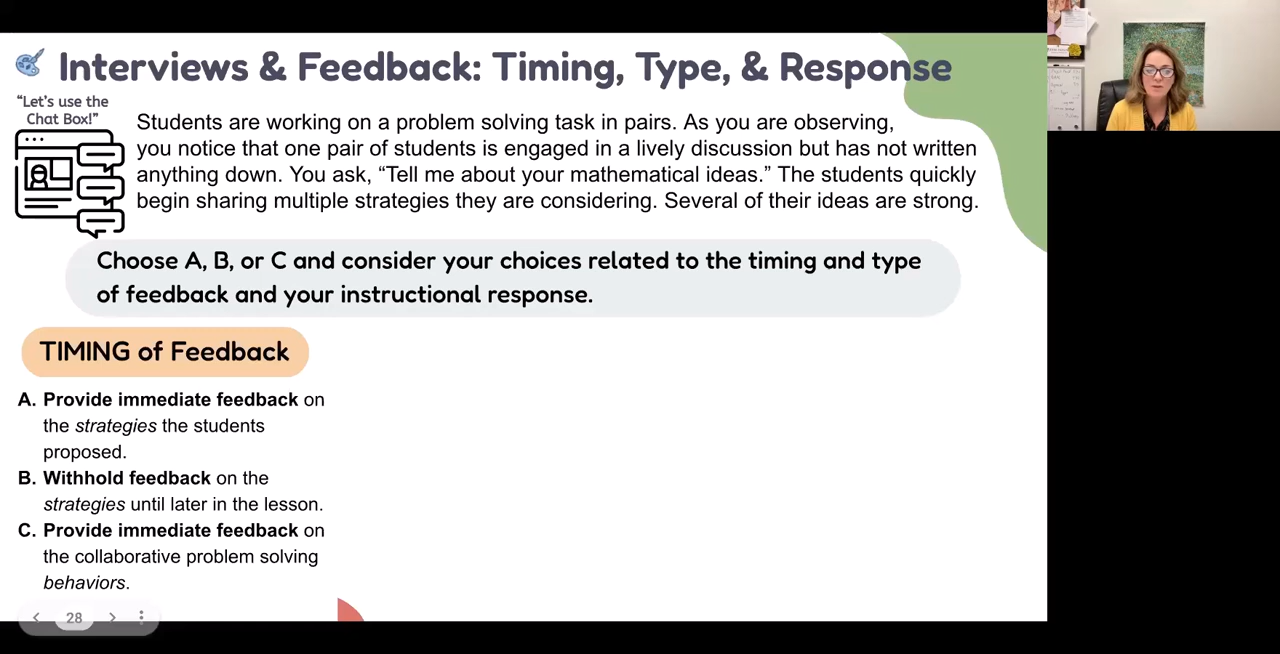 Interviews & Feedback: Timing, Type, & Response
“Let’s use the
Chat Box!”
Students are working on a problem solving task in pairs. As you are observing,
you notice that one pair of students is engaged in a lively discussion but has not written
anything down. You ask, “Tell me about your mathematical ideas.” The students quickly
begin sharing multiple strategies they are considering. Several of their ideas are strong.
Choose A, B, or C and consider your choices related to the timing and type
of feedback and your instructional response.
TIMING of Feedback
A. Provide immediate feedback on
the strategies the students
proposed.
B. Withhold feedback on the
strategies until later in the lesson.
C. Provide immediate feedback on
the collaborative problem solving
behaviors.
28